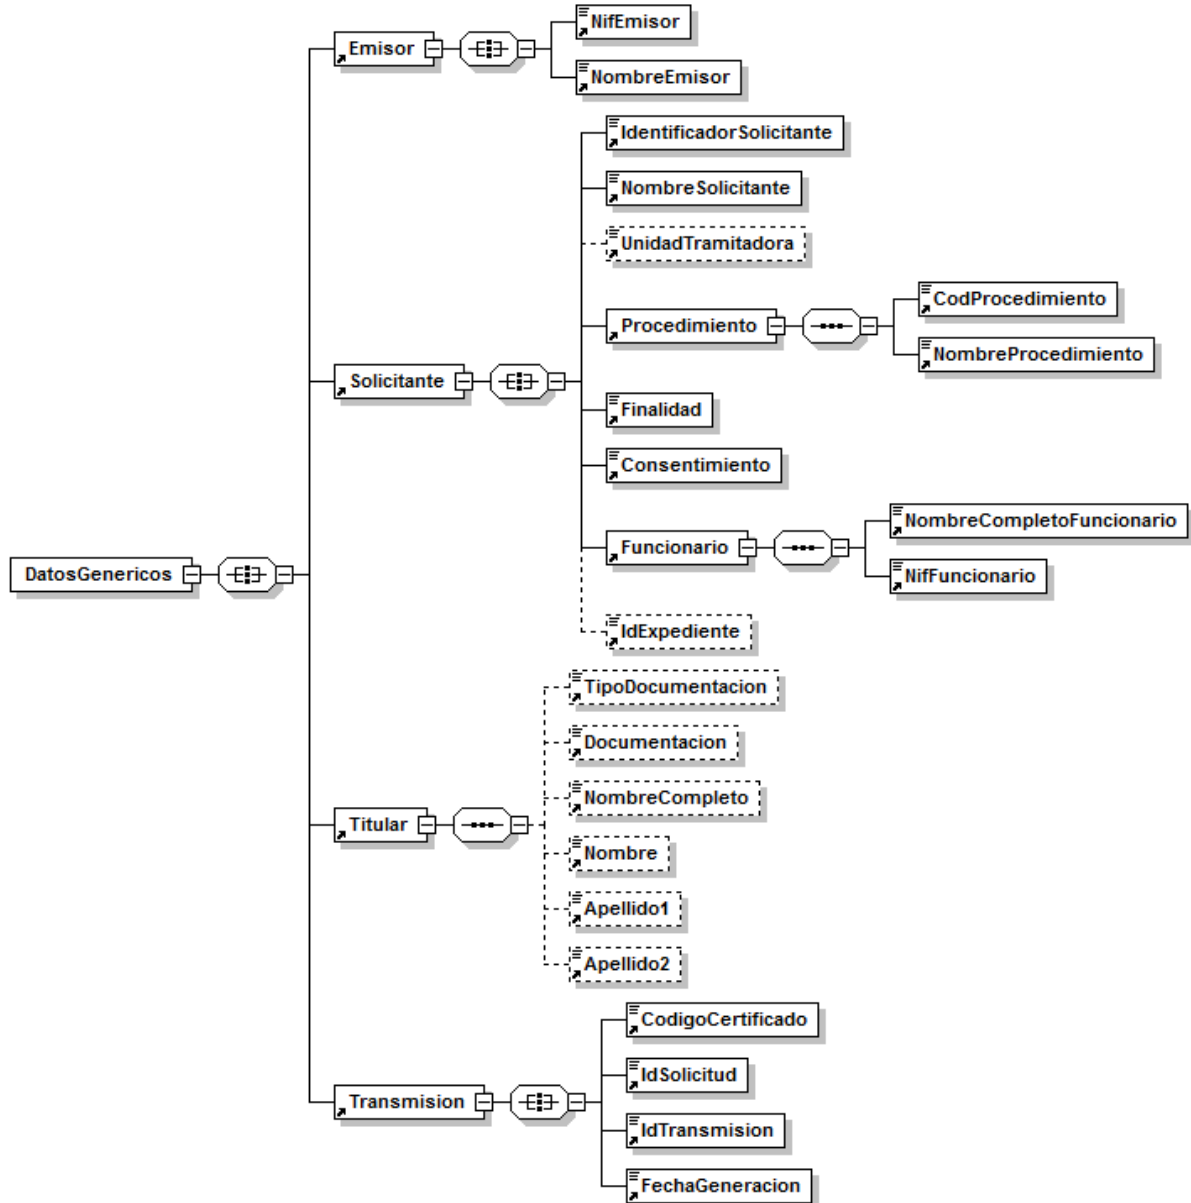 NifEmisor
Emisor
NombreEmisor
IdentificadorSolicitante
NombreSolicitante
UnidadTramitadora
CodProcedimiento
Procedimiento
NombreProcedimiento
Solicitante
Finalidad
Consentimiento
NombreCompletoFuncionario
Funcionario
DatosGenericos
NifFuncionario
IdExpediente
TipoDocumentacion
Documentacion
NombreCompleto
Titular
Nombre
Apellido1
Apellido2
CodigoCertificado
IdSolicitud
Transmision
IdTransmision
FechaGeneracion